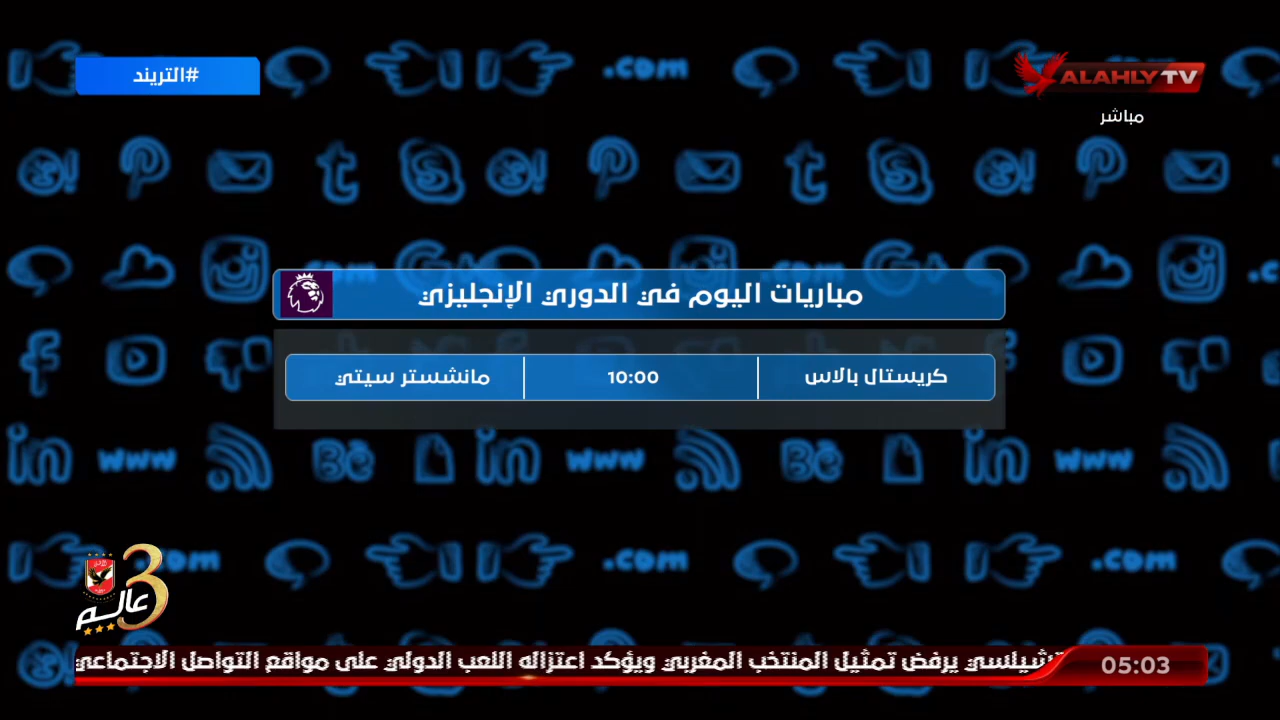 #التريند
ALAHLY TV
مباشر
مباريات اليوم في الدوري الإنجليزي
كريستال بالاس 10:00 مانشستر سيتي
3 عالم
تشيلسي يرفض تمثيل المنتخب المغربي ويؤكد اعتزاله اللعب الدولي على مواقع التواصل الاجتماعي
05:03